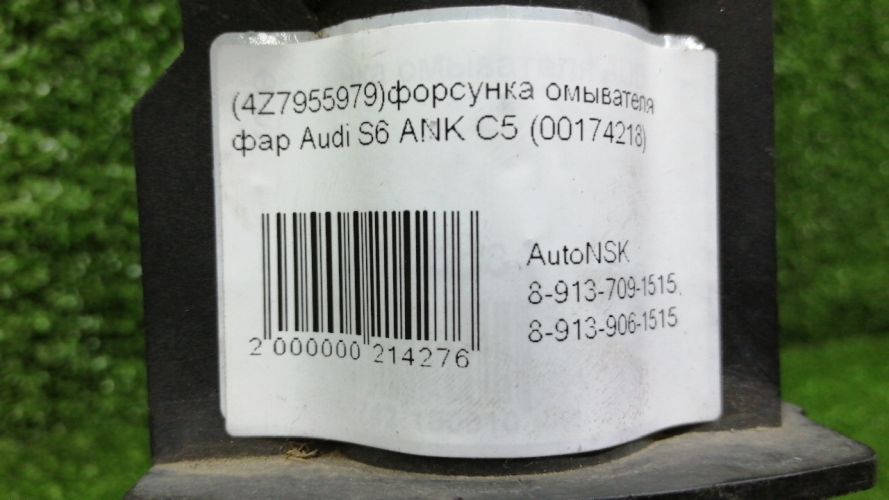 (4Z7955979)форсунка омывателя
фар Audi S6 ANK C5 (00174218)
AutoNSK
8-913-709-1515
8-913-906-1515
2 000000 214276